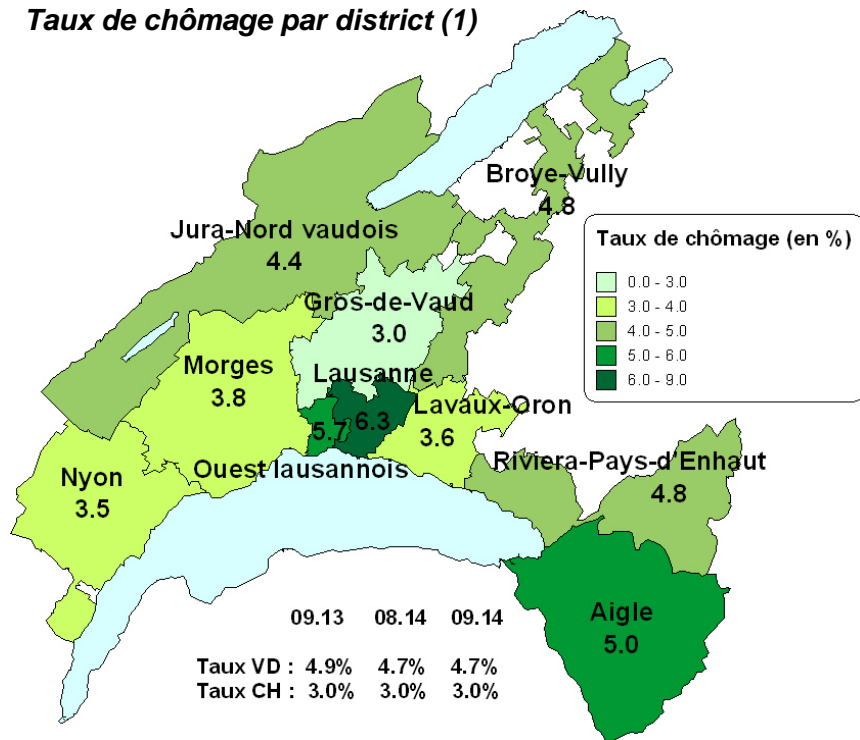 Taux de chômage par district (1)
Broye-Vully
4.8
Jura-Nord vaudois
4.4
Taux de chômage (en %)
0.0 - 3.0
3.0 - 4.0
4.0 - 5.0
5.0 - 6.0
6.0 - 9.0
Gros-de-Vaud
3.0
Morges
3.8
Lausanne
6.3
5.7
Lavaux-Oron
3.6
Ouest lausannois
Riviera-Pays-d'Enhaut
4.8
Nyon
3.5
Aigle
5.0
09.13 08.14 09.14
Taux VD : 4.9% 4.7% 4.7%
Taux CH : 3.0% 3.0% 3.0%